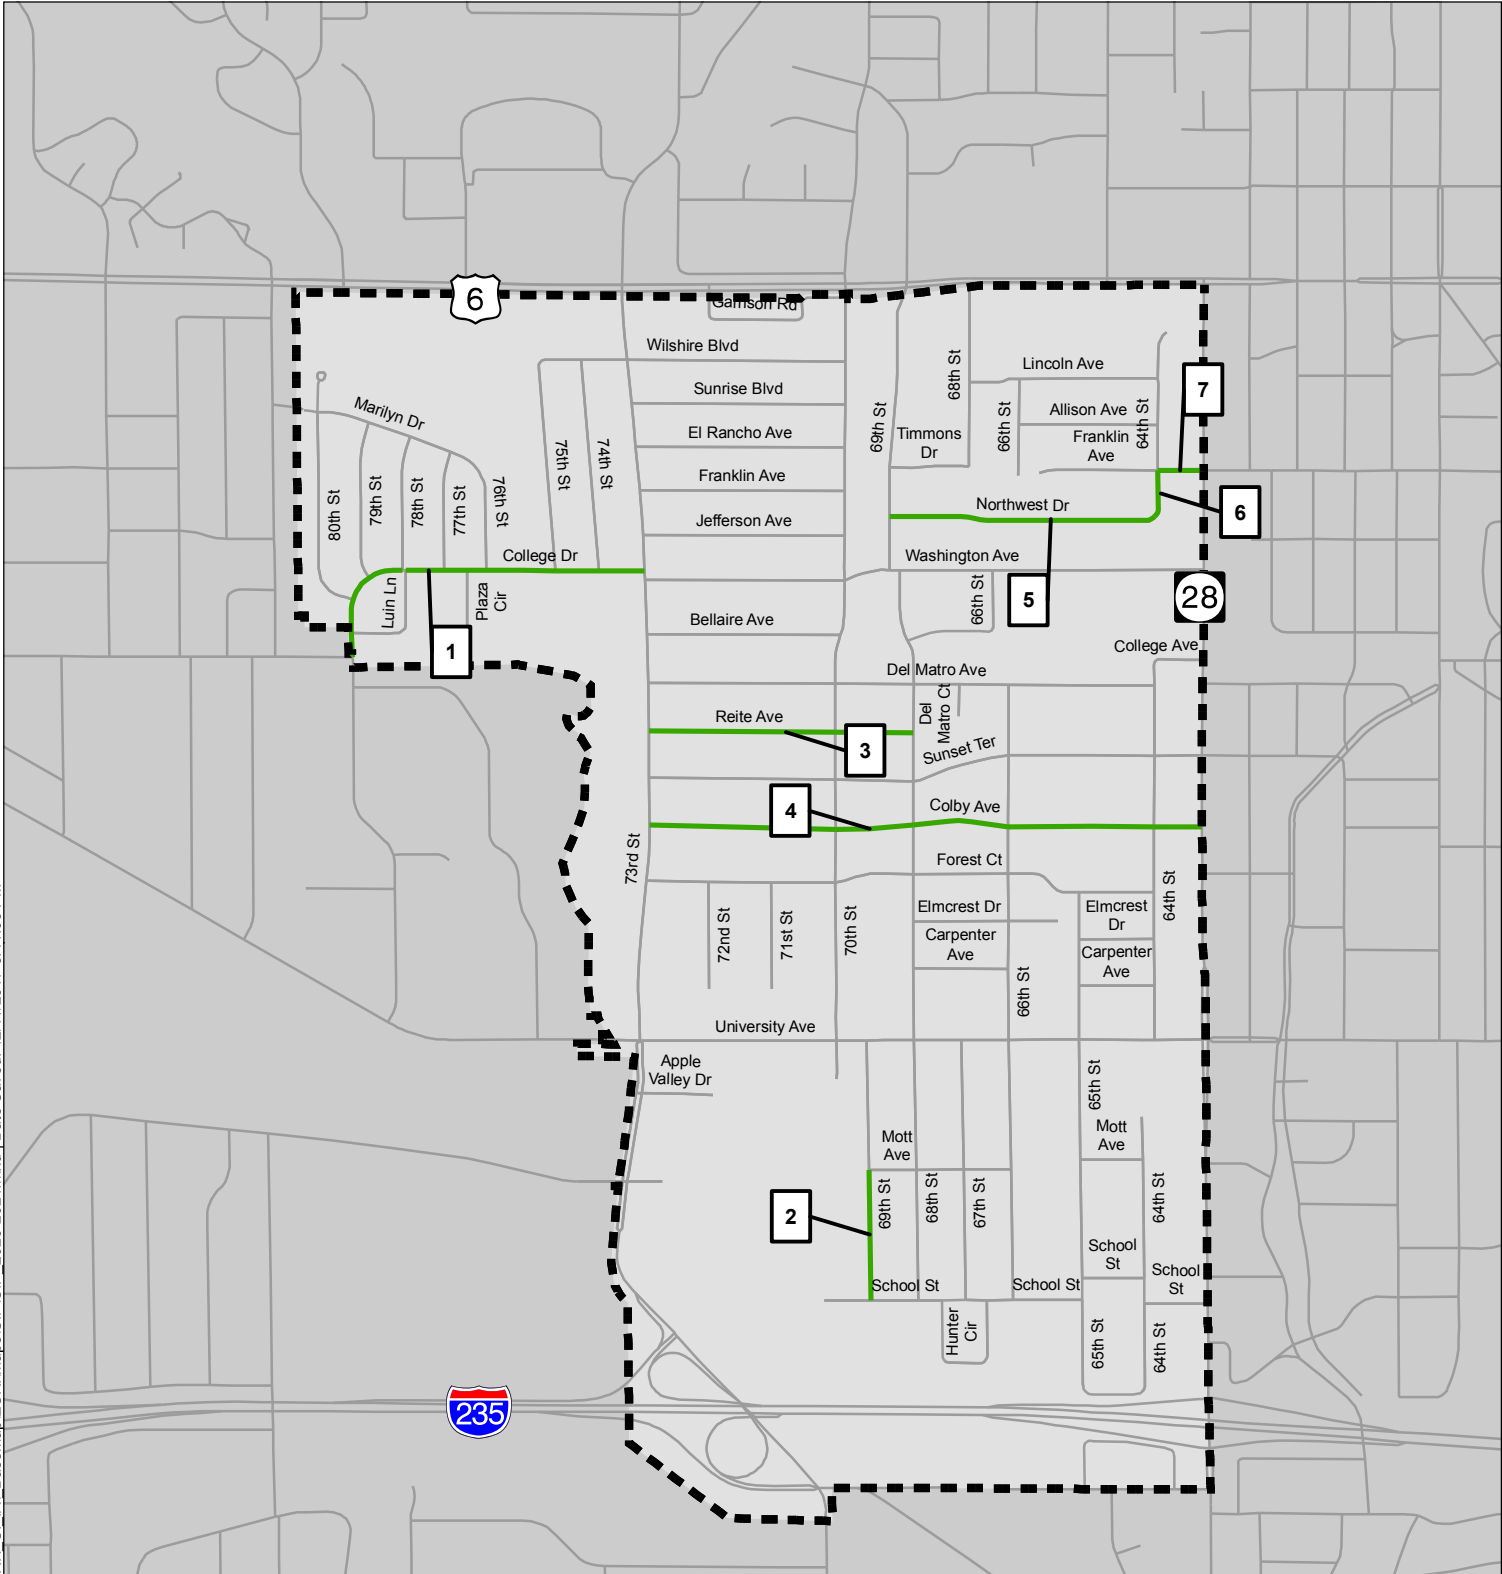 6
Garrison Rd
Wilshire Blvd
Lincoln Ave
68th St
7
Sunrise Blvd
Marilyn Dr
Allison Ave
64th St
69th St
66th St
El Rancho Ave
Timmons
Dr
Franklin
Ave
75th St
74th St
Franklin Ave
80th St
79th St
78th St
77th St
76th St
Northwest Dr
6
Jefferson Ave
College Dr
Washington Ave
Luin Ln
Plaza
Cir
66th St
5
28
Bellaire Ave
1
College Ave
Del Matro Ave
Del
Matro Ct
Reite Ave
3
Sunset Ter
4
Colby Ave
73rd St
Forest Ct
64th St
72nd St
71st St
70th St
Elmcrest Dr
Elmcrest
Dr
Carpenter
Ave
Carpenter
Ave
66th St
University Ave
Apple
Valley Dr
65th St
Mott
Ave
Mott
Ave
2
69th St
68th St
67th St
64th St
School
St
School
St
School St
School St
Hunter
Cir
65th St
64th St
235